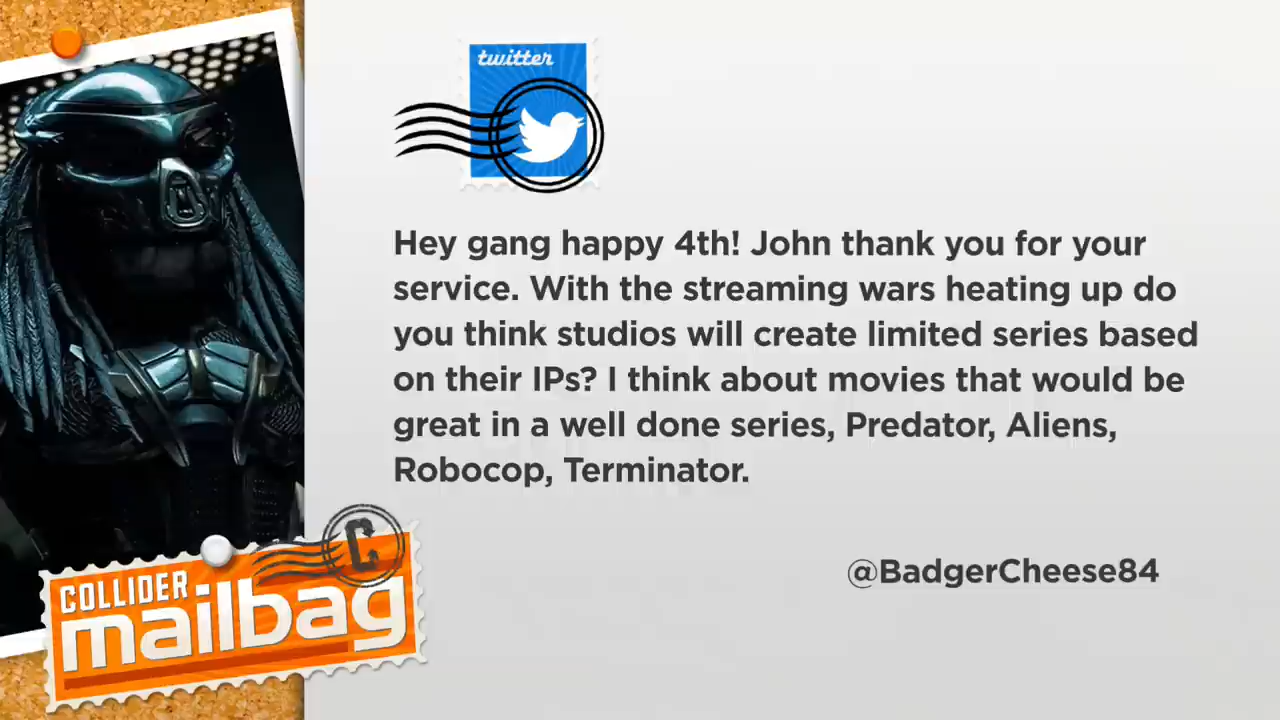 twitter
Hey gang happy 4th! John thank you for your
service. With the streaming wars heating up do
you think studios will create limited series based
on their IPs? I think about movies that would be
great in a well done series, Predator, Aliens,
Robocop, Terminator.
@BadgerCheese84
C
COLLIDER
mailbag